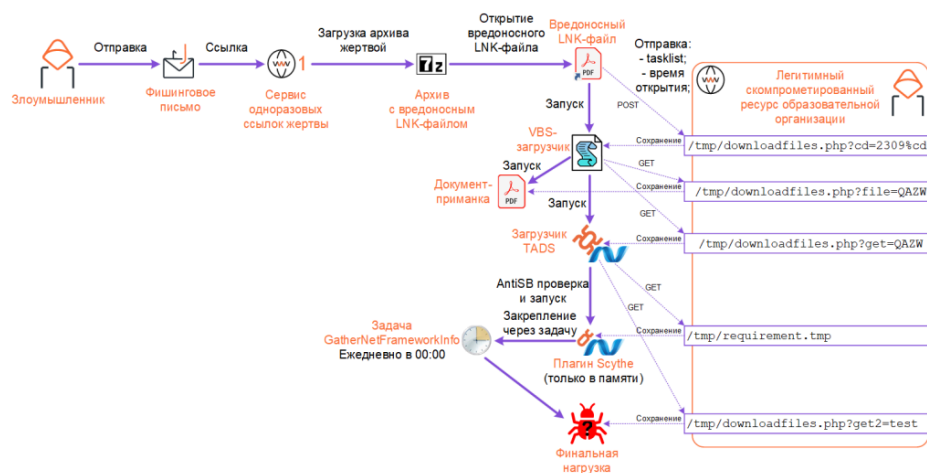 Отправка
Злоумышленник
Фишинговое
письмо
Ссылка
1
Сервис
одноразовых
ссылок жертвы
Загрузка архива
жертвой
7z
Архив
с вредоносным
LNK-файлом
Открытие
вредоносного
LNK-файла
Вредоносный
LNK-файл
PDF
Отправка:
- tasklist;
- время
открытия;
Легитимный
скомпрометированный
ресурс образовательной
организации
Запуск
POST
VBS-
загрузчик
Сохранение
/tmp/downloadfiles.php?cd=2309%cd
GET
Запуск
Документ-
приманка
PDF
Сохранение
/tmp/downloadfiles.php?file=QAZW
Запуск
GET
Загрузчик
TADS
Сохранение
/tmp/downloadfiles.php?get=QAZW
AntiSB проверка
и запуск
GET
GET
Закрепление
через задачу
Задача
GatherNetFrameworkInfo
Ежедневно в 00:00
Плагин Scythe
(только в памяти)
Сохранение
/tmp/requirement.tmp
Финальная
нагрузка
Сохранение
/tmp/downloadfiles.php?get2=test